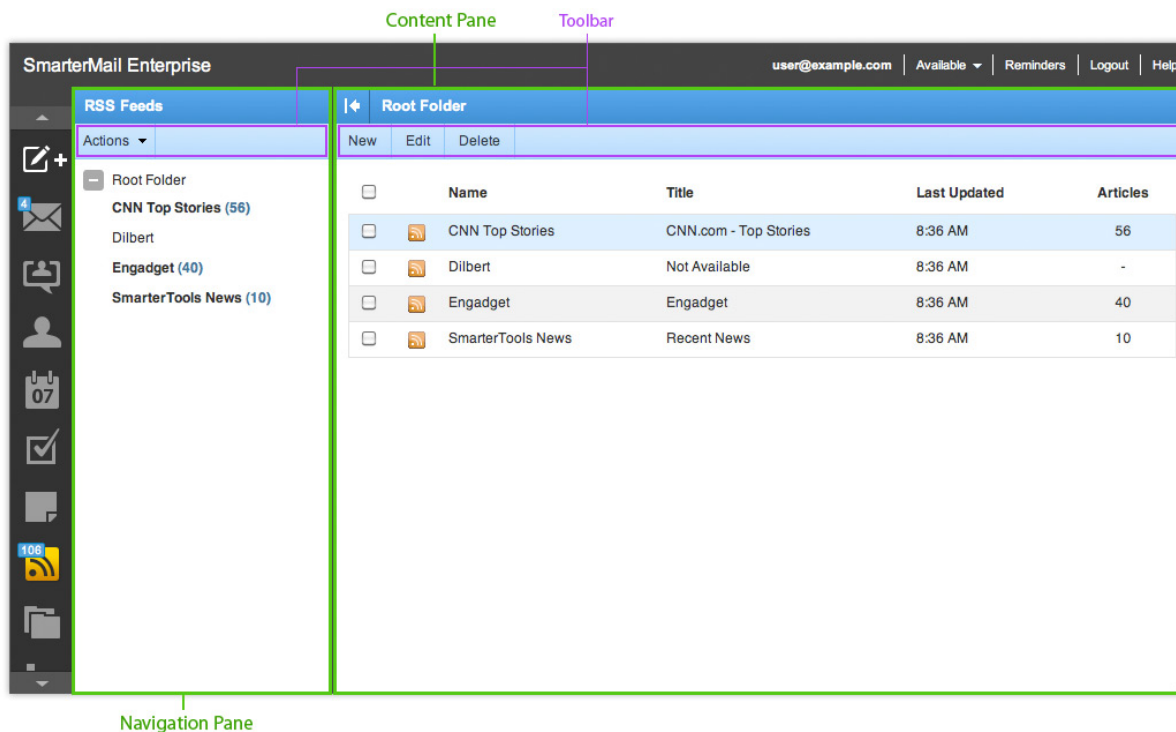 Content Pane Toolbar
SmarterMail Enterprise user@example.com Available Reminders Logout Help
RSS Feeds Root Folder
Actions New Edit Delete
Root Folder Name Title Last Updated Articles
CNN Top Stories (56)
CNN Top Stories CNN.com - Top Stories 8:36 AM 56
4
Dilbert
Dilbert Not Available 8:36 AM -
Engadget (40)
SmarterTools News (10)
Engadget Engadget 8:36 AM 40
SmarterTools News Recent News 8:36 AM 10
07
106
Navigation Pane